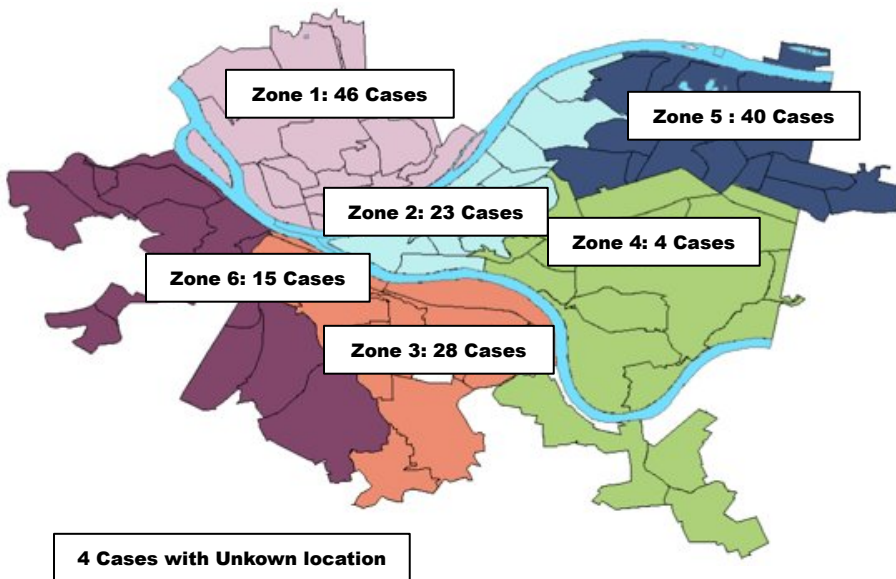 Zone 1: 46 Cases
Zone 5 : 40 Cases
Zone 2: 23 Cases
Zone 4: 4 Cases
Zone 6: 15 Cases
Zone 3: 28 Cases
4 Cases with Unkown location